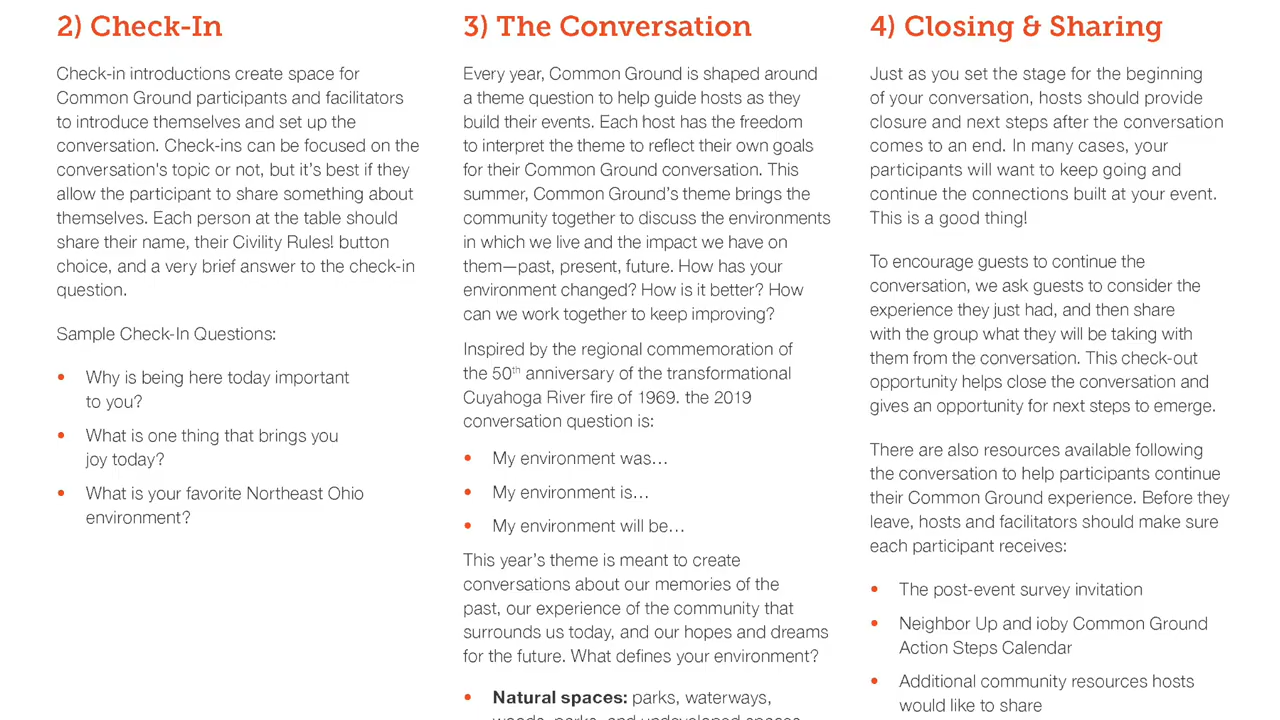 2) Check-In
Check-in introductions create space for
Common Ground participants and facilitators
to introduce themselves and set up the
conversation. Check-ins can be focused on the
conversation's topic or not, but it's best if they
allow the participant to share something about
themselves. Each person at the table should
share their name, their Civility Rules! button
choice, and a very brief answer to the check-in
question.
Sample Check-In Questions:
• Why is being here today important
to you?
• What is one thing that brings you
joy today?
• What is your favorite Northeast Ohio
environment?
3) The Conversation
Every year, Common Ground is shaped around
a theme question to help guide hosts as they
build their events. Each host has the freedom
to interpret the theme to reflect their own goals
for their Common Ground conversation. This
summer, Common Ground's theme brings the
community together to discuss the environments
in which we live and the impact we have on
them—past, present, future. How has your
environment changed? How is it better? How
can we work together to keep improving?
Inspired by the regional commemoration of
the 50th anniversary of the transformational
Cuyahoga River fire of 1969. the 2019
conversation question is:
• My environment was…
• My environment is…
• My environment will be…
This year's theme is meant to create
conversations about our memories of the
past, our experience of the community that
surrounds us today, and our hopes and dreams
for the future. What defines your environment?
• Natural spaces: parks, waterways,
woods, parks, and undeveloped spaces
4) Closing & Sharing
Just as you set the stage for the beginning
of your conversation, hosts should provide
closure and next steps after the conversation
comes to an end. In many cases, your
participants will want to keep going and
continue the connections built at your event.
This is a good thing!
To encourage guests to continue the
conversation, we ask guests to consider the
experience they just had, and then share
with the group what they will be taking with
them from the conversation. This check-out
opportunity helps close the conversation and
gives an opportunity for next steps to emerge.
There are also resources available following
the conversation to help participants continue
their Common Ground experience. Before they
leave, hosts and facilitators should make sure
each participant receives:
• The post-event survey invitation
• Neighbor Up and ioby Common Ground
Action Steps Calendar
• Additional community resources hosts
would like to share